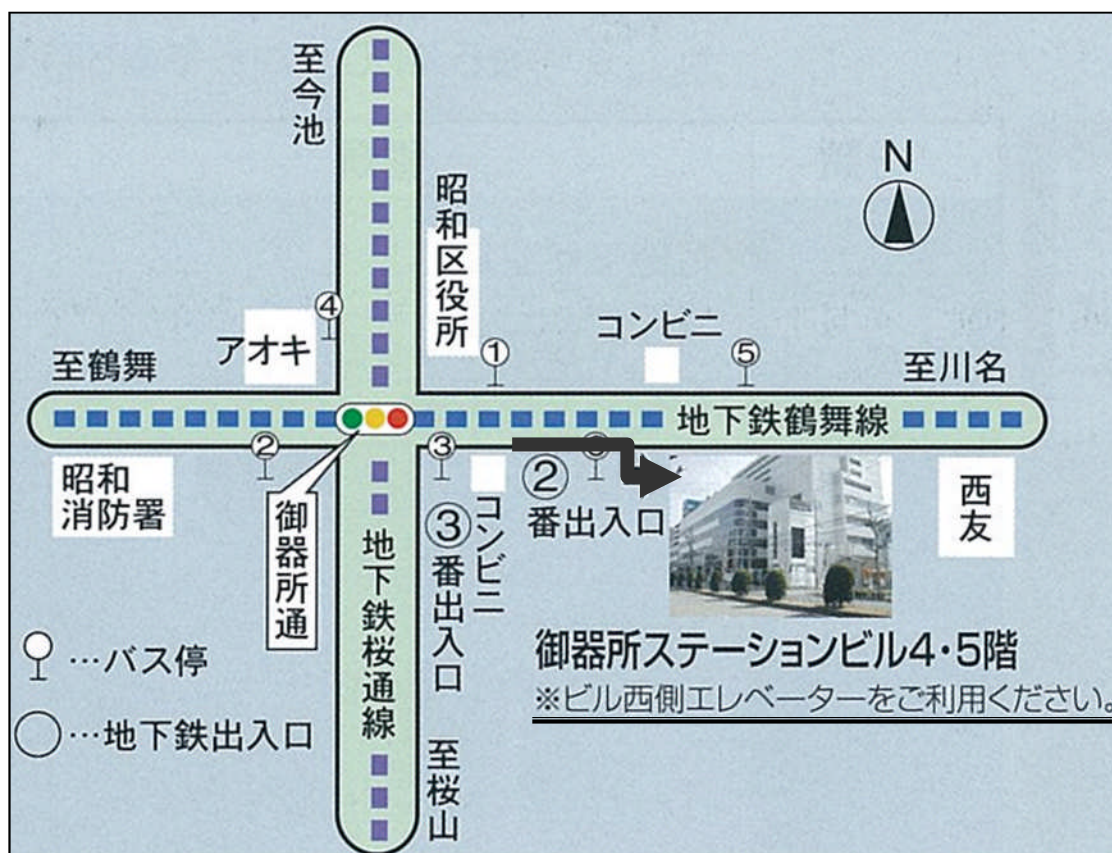 至今池
N
昭和区役所
④
アオキ
①
コンビニ
⑤
至鶴舞
至川名
地下鉄鶴舞線
②
③
昭和
消防署
御器所通
地下鉄桜通線
③番出入口
コンビニ
②
番出入口
⑥
西友
…バス停
…地下鉄出入口
至桜山
御器所ステーションビル4・5階
※ビル西側エレベーターをご利用ください。